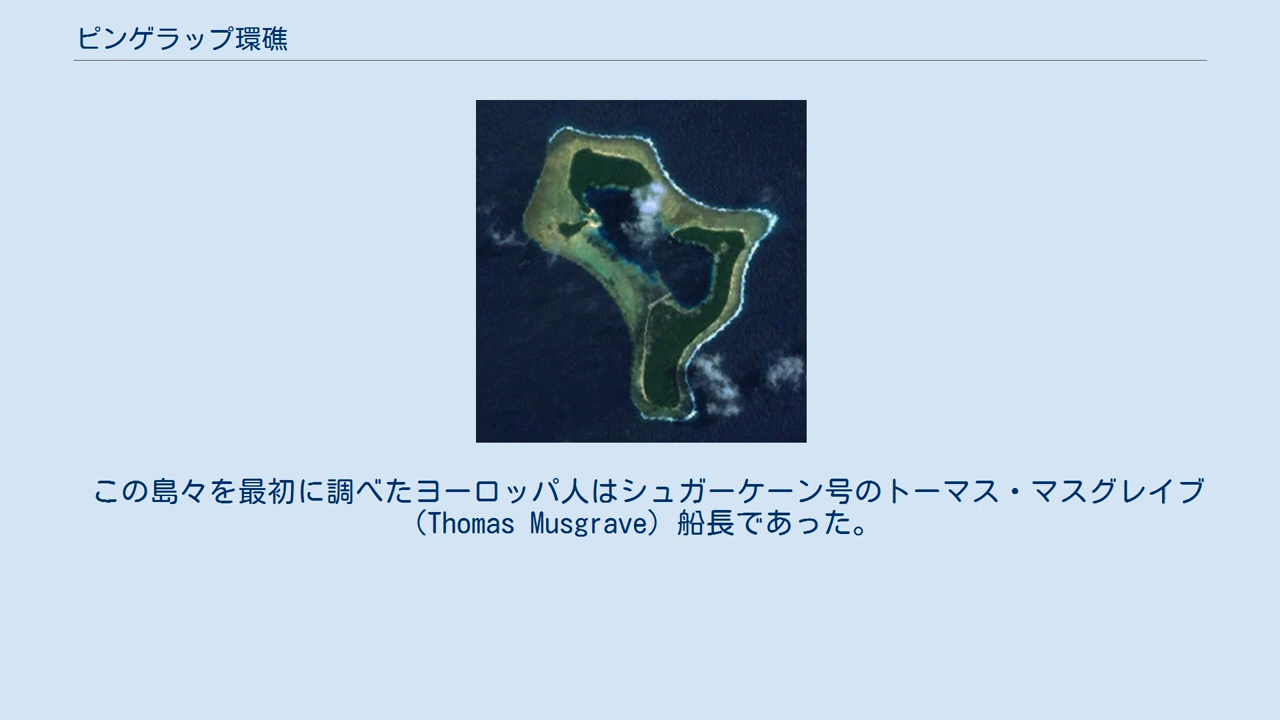 ピンゲラップ環礁
この島々を最初に調べたヨーロッパ人はシュガーケーン号のトーマス・マスグレイブ
(Thomas Musgrave) 船長であった。